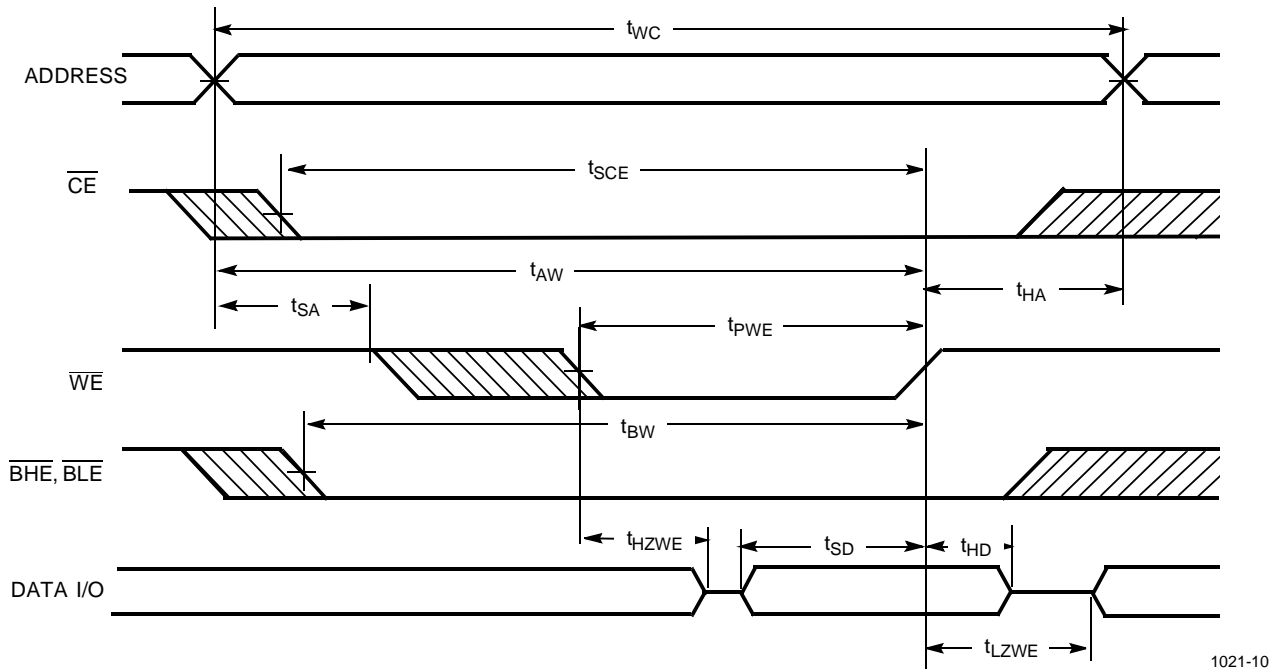 tWC
ADDRESS
tSCE
CE
tAW
tSA
tHA
tPWE
WE
tBW
BHE, BLE
tHZWE
tSD
tHD
DATA I/O
tLZWE
1021-10